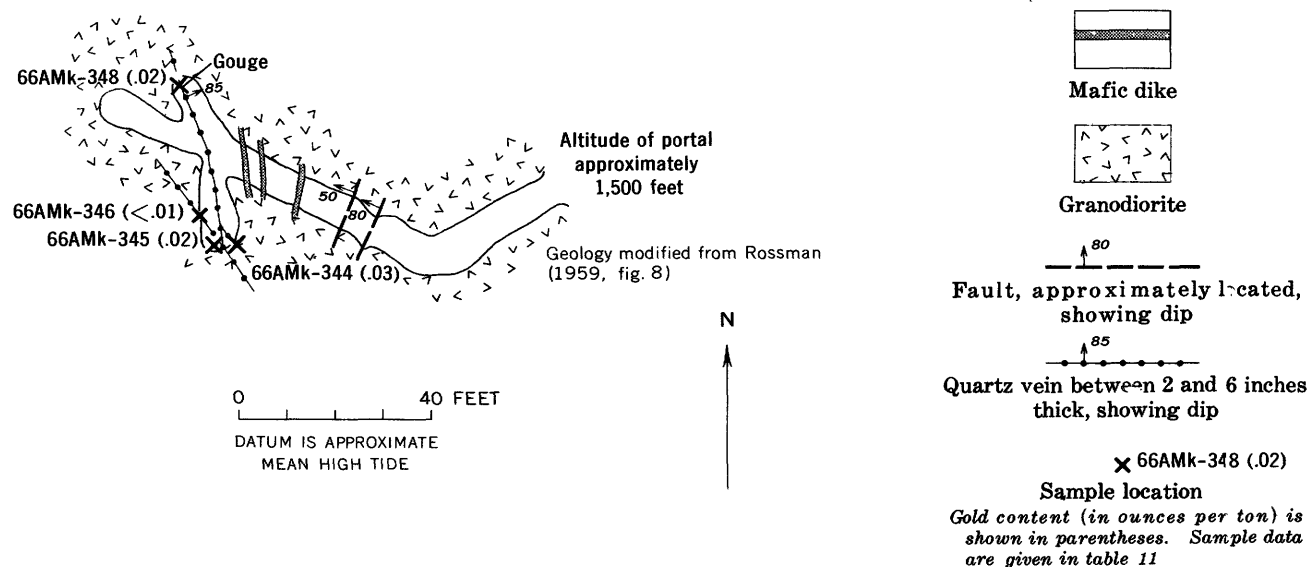 Gouge
66AMk-348 (.02)
85
Altitude of portal
approximately
1,500 feet
50
80
66AMk-346 (<.01)
66AMk-345 (.02)
66AMk-344 (.03)
Geology modified from Rossman
(1959, fig. 8)
N
0 40 FEET
DATUM IS APPROXIMATE
MEAN HIGH TIDE
Mafic dike
Granodiorite
80
Fault, approximately located,
showing dip
85
Quartz vein between 2 and 6 inches
thick, showing dip
66AMk-348 (.02)
Sample location
Gold content (in ounces per ton) is
shown in parentheses. Sample data
are given in table 11